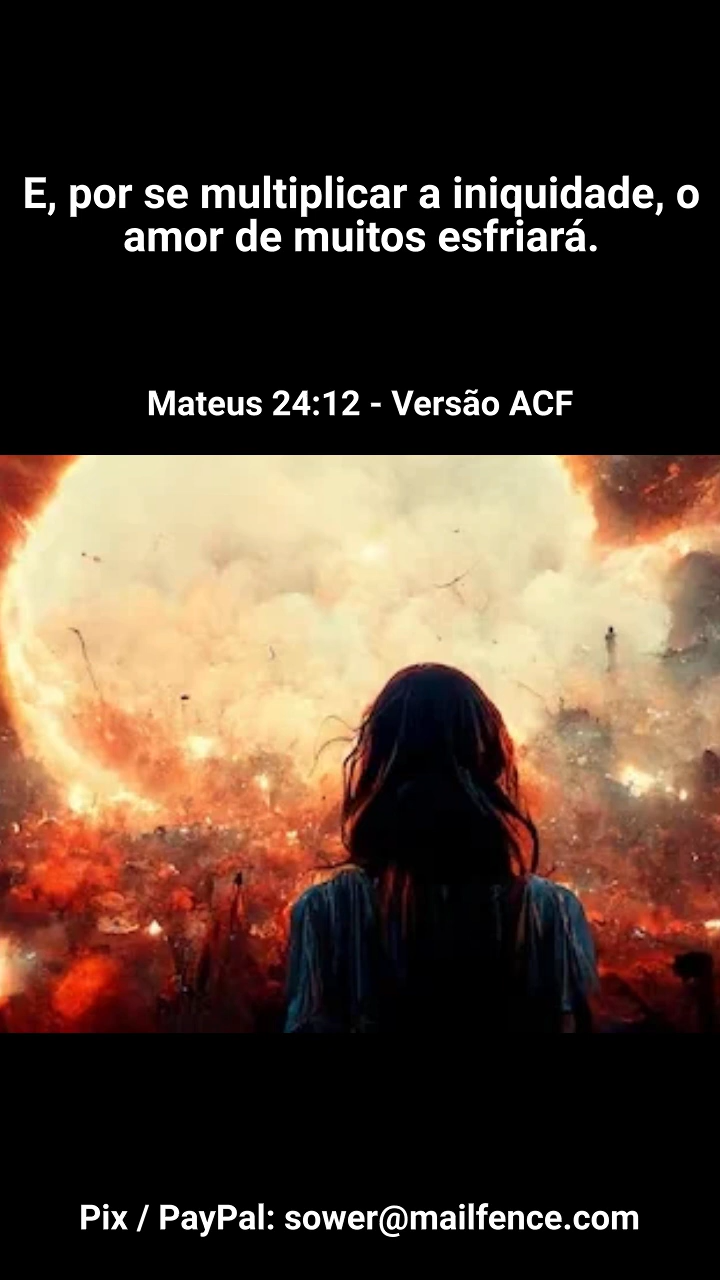 E, por se multiplicar a iniquidade, o
amor de muitos esfriará.
Mateus 24:12 - Versão ACF
Pix / PayPal: sower@mailfence.com